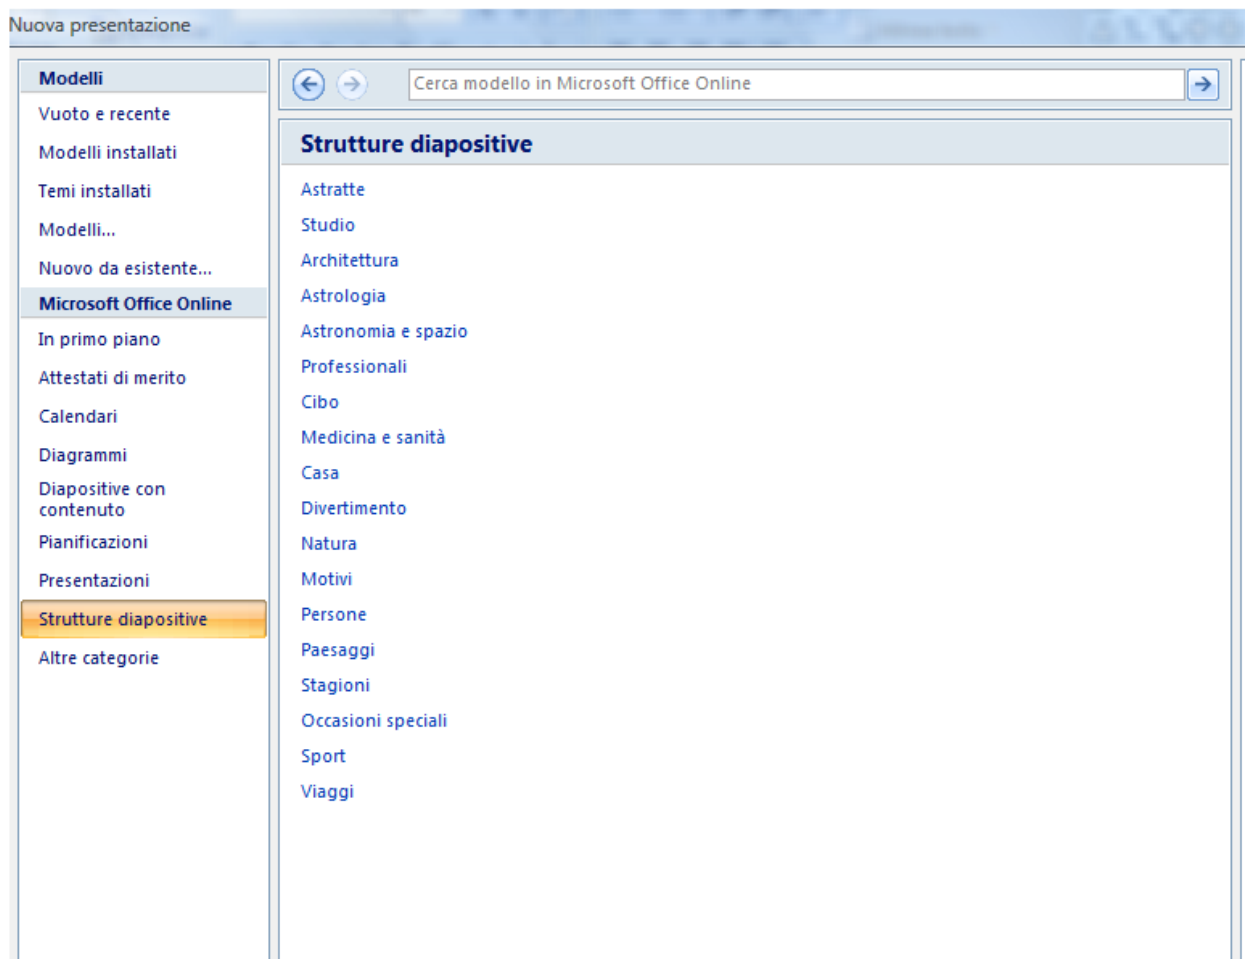 Nuova presentazione
Modelli
Vuoto e recente
Modelli installati
Temi installati
Modelli...
Nuovo da esistente...
Microsoft Office Online
In primo piano
Attestati di merito
Calendari
Diagrammi
Diapositive con
contenuto
Pianificazioni
Presentazioni
Strutture diapositive
Altre categorie
Cerca modello in Microsoft Office Online
Strutture diapositive
Astratte
Studio
Architettura
Astrologia
Astronomia e spazio
Professionali
Cibo
Medicina e sanità
Casa
Divertimento
Natura
Motivi
Persone
Paesaggi
Stagioni
Occasioni speciali
Sport
Viaggi